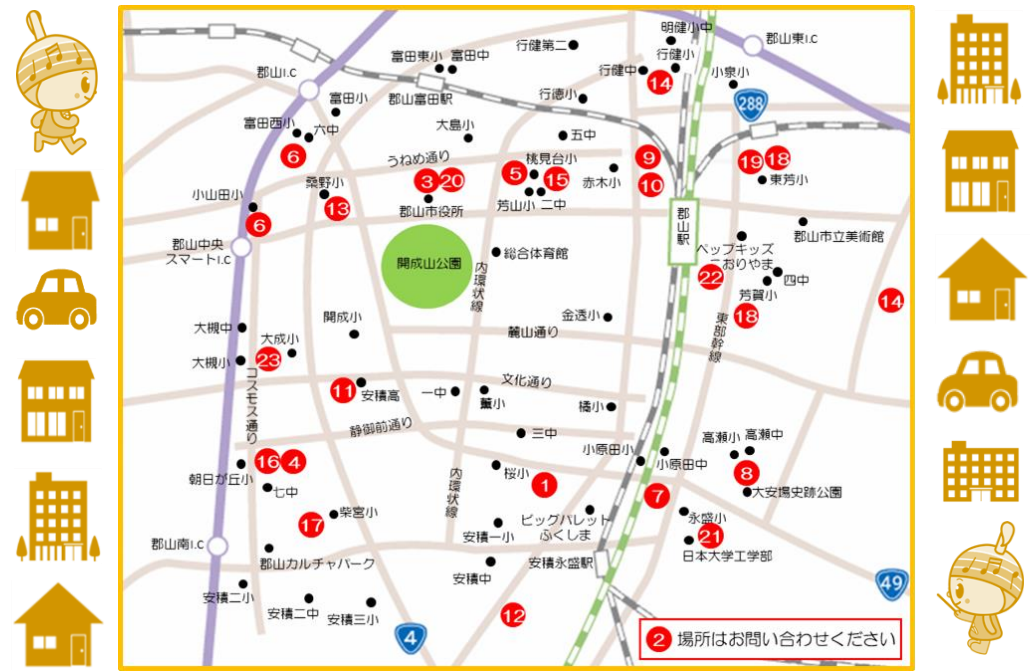 明健小中
郡山東I.C
行健第二
行健小
富田東小
富田中
行健中
14
小泉小
郡山I.C
郡山富田駅
288
行徳小
富田小
富田西小
六中
大島小
五中
6
うねめ通り
桃見台小
9
19
18
桑野小
3
20
5
15
赤木小
10
東芳小
小山田小
13
郡山市役所
芳山小
二中
6
郡山駅
郡山市立美術館
郡山中央
スマートI.C
開成山公園
総合体育館
ペップキッズ
こおりやま
内環状線
22
四中
芳賀小
14
18
開成小
金透小
東部幹線
大槻中
大成小
麓山通り
大槻小
23
コスモス通り
11
安積高
一中
薫小
文化通り
橘小
静御前通り
三中
高瀬小
高瀬中
小原田小
小原田中
16
4
朝日が丘小
桜小
8
七中
内環状線
1
7
大安場史跡公園
17
柴宮小
ビッグパレット
ふくしま
永盛小
安積一小
21
郡山南I.C
日本大学工学部
郡山カルチャパーク
安積中
安積永盛駅
安積二小
49
安積二中
安積三小
12
4
2 場所はお問い合わせください